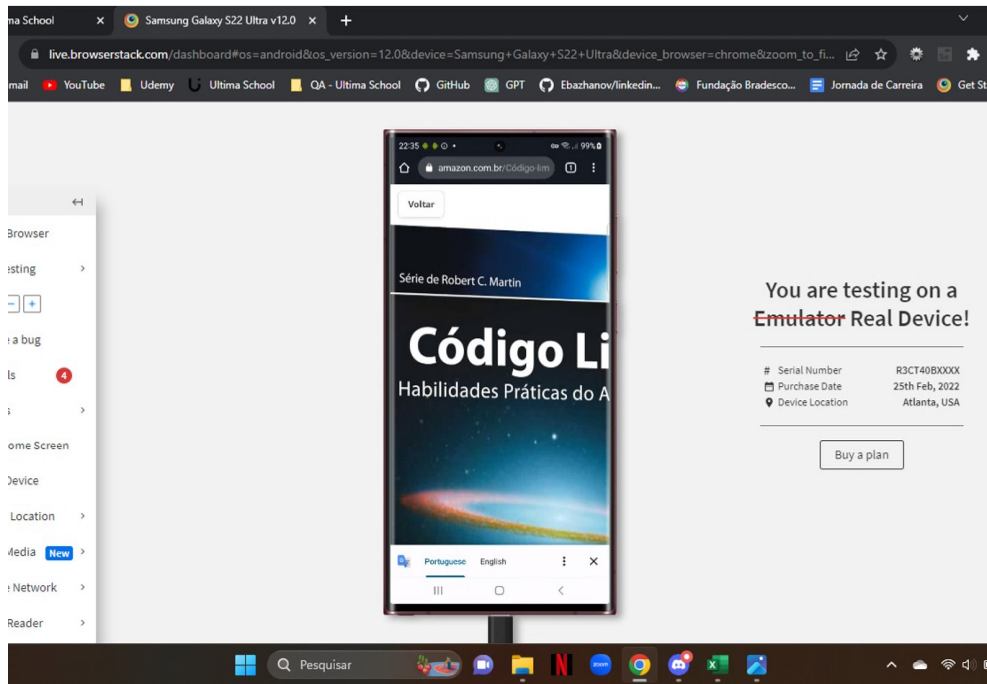 ma School
Samsung Galaxy S22 Ultra v12.0
live.browserstack.com/dashboard#os=android&os_version=12.0&device=Samsung+Galaxy+S22+Ultra&device_browser=chrome&zoom_to_fi...
mail
YouTube
Udemy
Ultima School
QA - Ultima School
GitHub
GPT
Ebazhanov/linkedin...
Fundação Bradesco...
Jornada de Carreira
Get St
22:35
99%
amazon.com.br/Código-lim
1
Voltar
Série de Robert C. Martin
Código Li
Habilidades Práticas do A
Portuguese
English
Browser
esting
a bug
ls
4
s
ome Screen
Device
Location
Media
New
Network
Reader
You are testing on a
Emulator Real Device!
# Serial Number R3CT40BXXXX
Purchase Date 25th Feb, 2022
Device Location Atlanta, USA
Buy a plan
Pesquisar
zoom